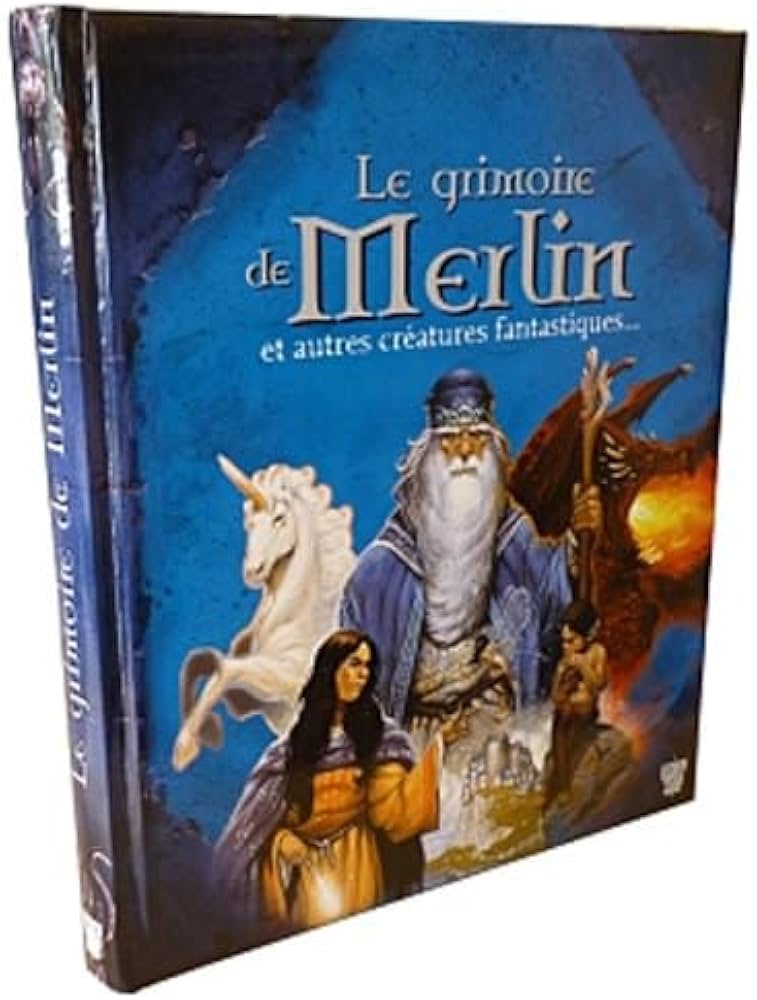 Le grimoire
de Merlin
et autres créatures fantastiques...
Le grimoire de Merlin